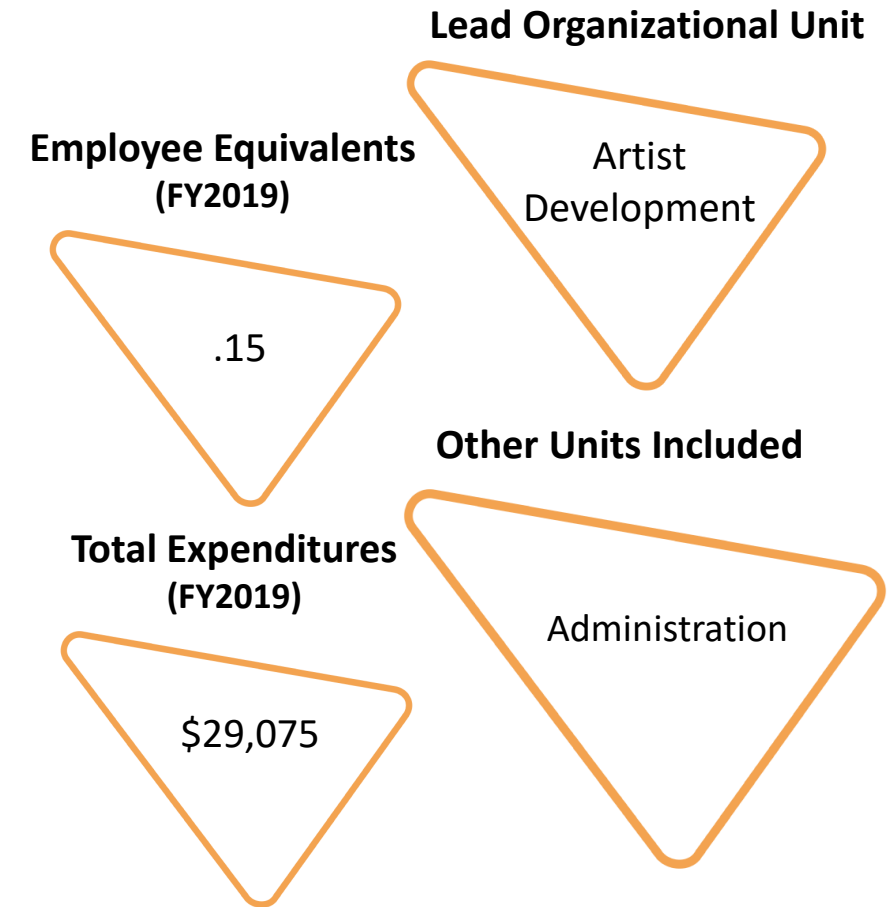 Lead Organizational Unit
Artist
Development
Employee Equivalents
(FY2019)
.15
Other Units Included
Administration
Total Expenditures
(FY2019)
$29,075